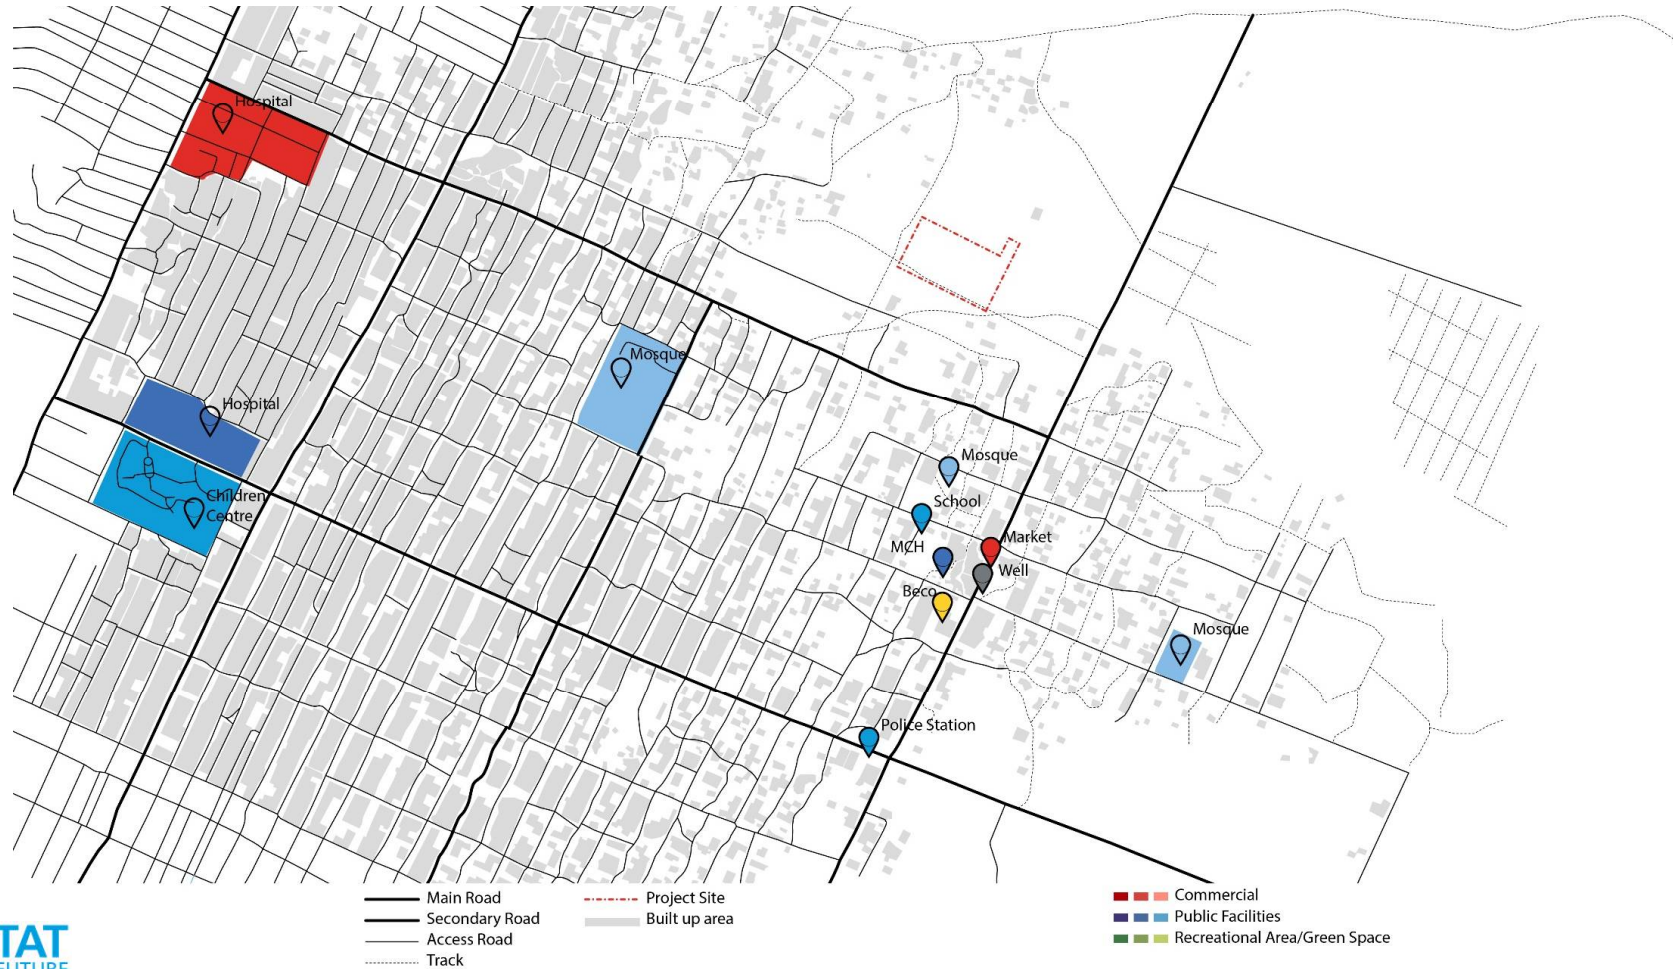 Hospital
Mosque
Hospital
Children
Centre
Mosque
School
MCH
Market
Well
Beco
Mosque
Police Station
Main Road
Secondary Road
Access Road
Track
Project Site
Built up area
Commercial
Public Facilities
Recreational Area/Green Space
TAT
FUTURE